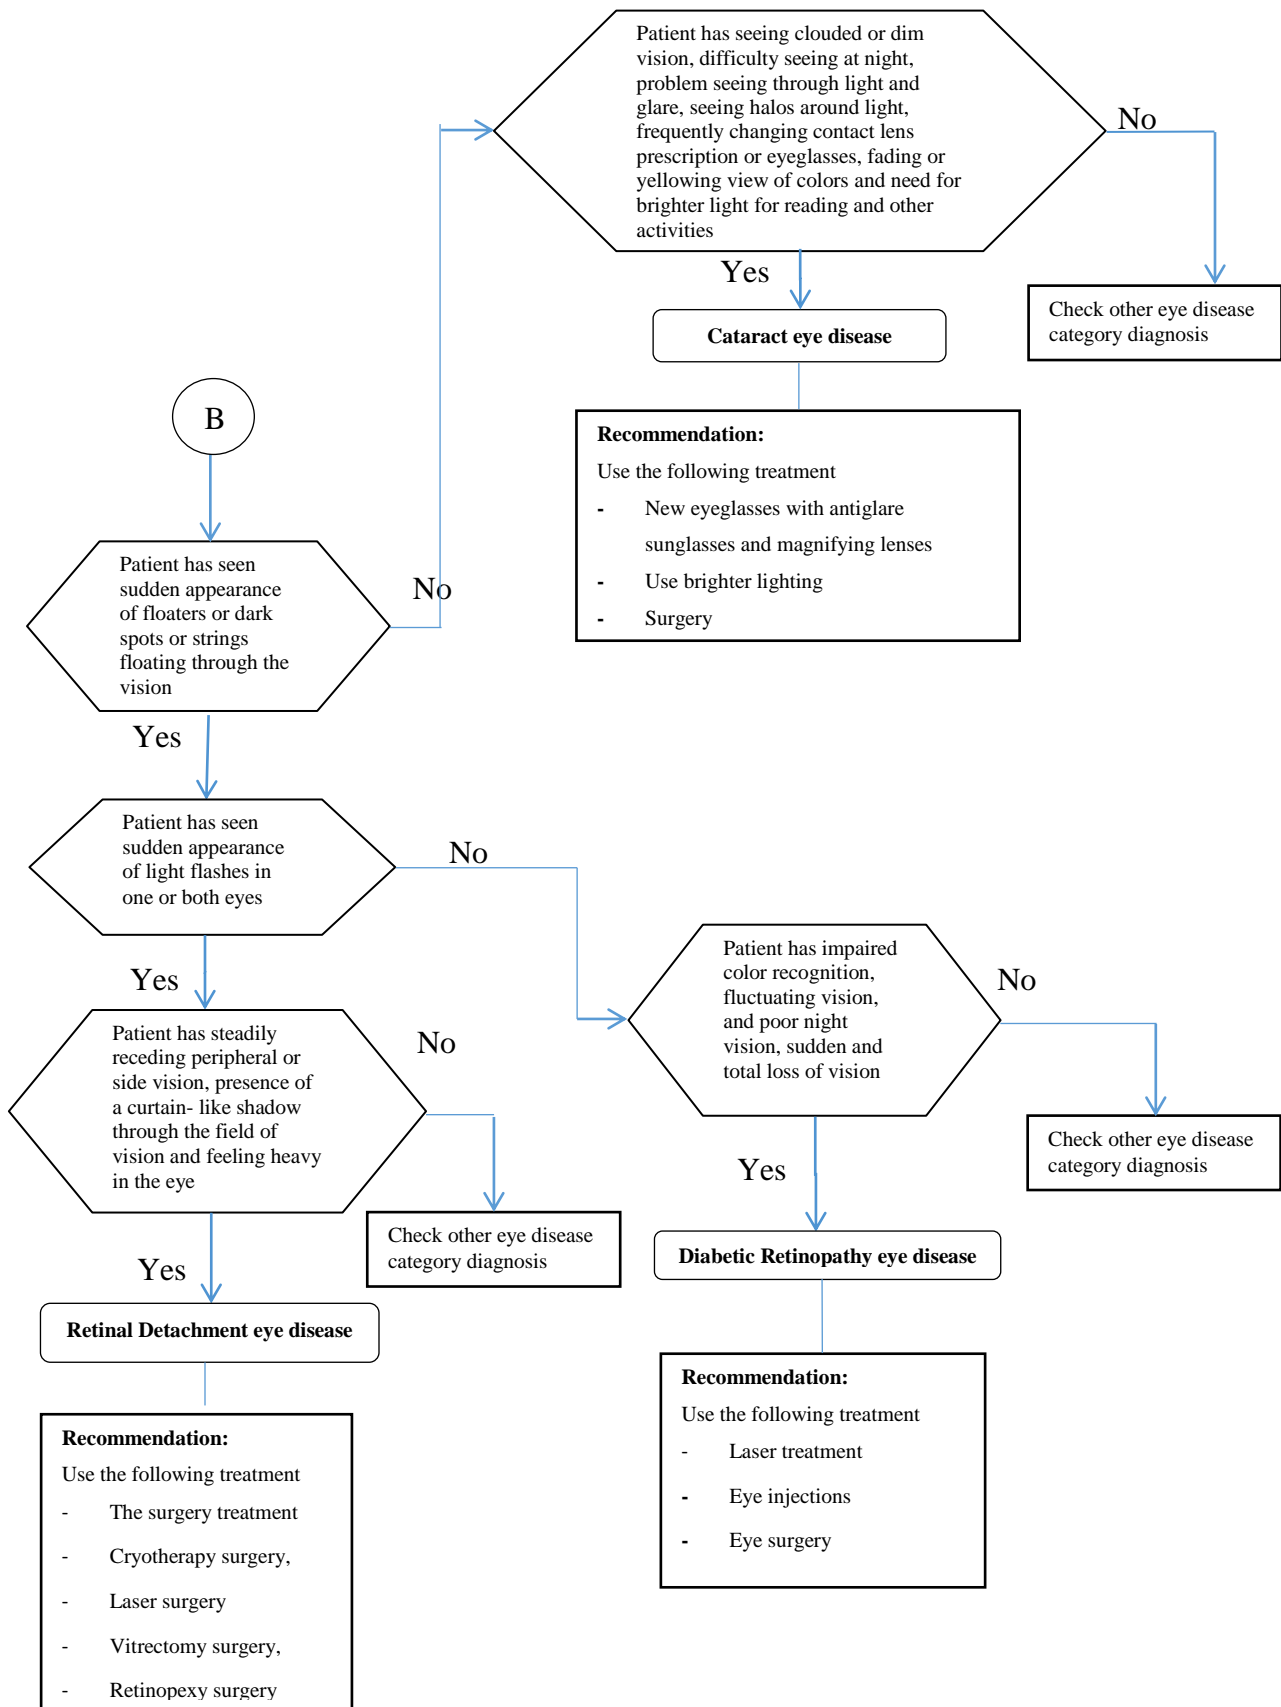 Patient has seeing clouded or dim
vision, difficulty seeing at night,
problem seeing through light and
glare, seeing halos around light,
frequently changing contact lens
prescription or eyeglasses, fading or
yellowing view of colors and need for
brighter light for reading and other
activities
No
Yes
Check other eye disease
category diagnosis
Cataract eye disease
Recommendation:
Use the following treatment
- New eyeglasses with antiglare
sunglasses and magnifying lenses
- Use brighter lighting
- Surgery
B
Patient has seen
sudden appearance
of floaters or dark
spots or strings
floating through the
vision
No
Yes
Patient has seen
sudden appearance
of light flashes in
one or both eyes
No
Yes
Patient has impaired
color recognition,
fluctuating vision,
and poor night
vision, sudden and
total loss of vision
No
Yes
Check other eye disease
category diagnosis
Diabetic Retinopathy eye disease
Recommendation:
Use the following treatment
- Laser treatment
- Eye injections
- Eye surgery
Patient has steadily
receding peripheral or
side vision, presence of
a curtain- like shadow
through the field of
vision and feeling heavy
in the eye
No
Yes
Check other eye disease
category diagnosis
Retinal Detachment eye disease
Recommendation:
Use the following treatment
- The surgery treatment
- Cryotherapy surgery,
- Laser surgery
- Vitrectomy surgery,
- Retinopexy surgery